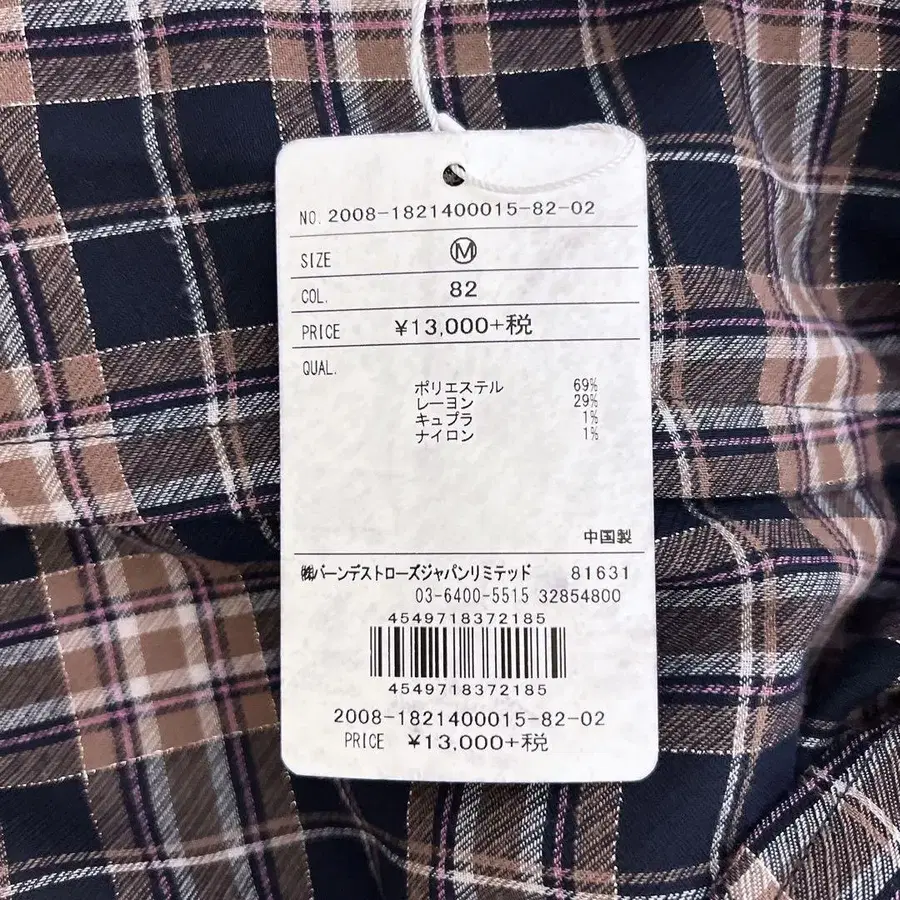 NO. 2008-1821400015-82-02
SIZE Ⓜ
COL. 82
PRICE ¥13,000+税
QUAL.
ポリエステル 69%
レーヨン 29%
キュプラ 1%
ナイロン 1%
中国製
㈱バーンデストローズジャパンリミテッド 81631
03-6400-5515 32854800
4549718372185
4549718372185
2008-1821400015-82-02
PRICE ¥13,000+税